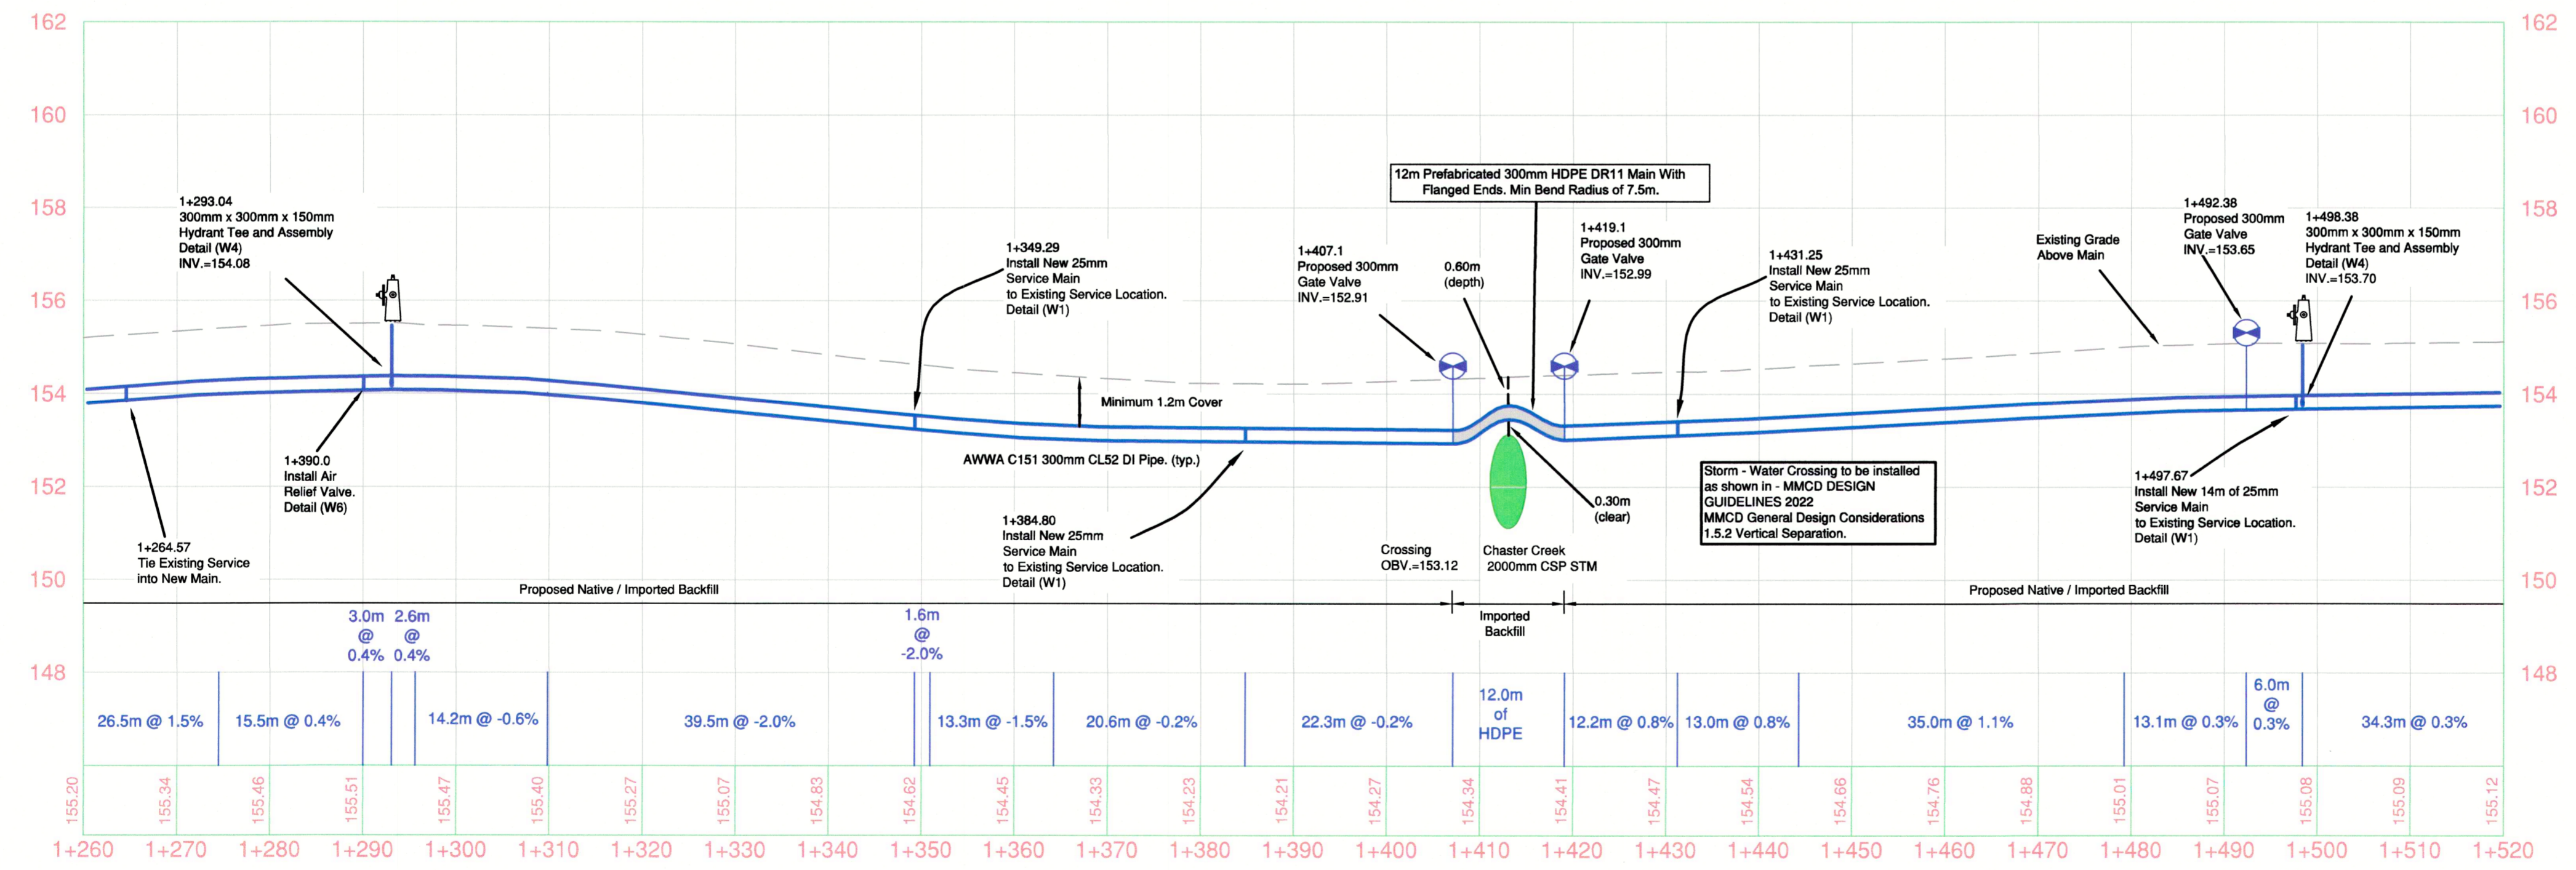 162
162
160
160
158
158
156
156
154
154
152
152
150
150
148
148
1+293.04
300mm x 300mm x 150mm
Hydrant Tee and Assembly
Detail (W4)
INV.=154.08
1+349.29
Install New 25mm
Service Main
to Existing Service Location.
Detail (W1)
1+407.1
Proposed 300mm
Gate Valve
INV.=152.91
0.60m
(depth)
12m Prefabricated 300mm HDPE DR11 Main With
Flanged Ends. Min Bend Radius of 7.5m.
1+419.1
Proposed 300mm
Gate Valve
INV.=152.99
1+431.25
Install New 25mm
Service Main
to Existing Service Location.
Detail (W1)
Existing Grade
Above Main
1+492.38
Proposed 300mm
Gate Valve
INV.=153.65
1+498.38
300mm x 300mm x 150mm
Hydrant Tee and Assembly
Detail (W4)
INV.=153.70
Minimum 1.2m Cover
1+264.57
Tie Existing Service
into New Main.
1+390.0
Install Air
Relief Valve.
Detail (W6)
AWWA C151 300mm CL52 DI Pipe. (typ.)
1+384.80
Install New 25mm
Service Main
to Existing Service Location.
Detail (W1)
Crossing
OBV.=153.12
Chaster Creek
2000mm CSP STM
0.30m
(clear)
Storm - Water Crossing to be installed
as shown in - MMCD DESIGN
GUIDELINES 2022
MMCD General Design Considerations
1.5.2 Vertical Separation.
1+497.67
Install New 14m of 25mm
Service Main
to Existing Service Location.
Detail (W1)
Proposed Native / Imported Backfill
Imported
Backfill
Proposed Native / Imported Backfill
26.5m @ 1.5%
15.5m @ 0.4%
3.0m
@
0.4%
2.6m
@
0.4%
14.2m @ -0.6%
39.5m @ -2.0%
1.6m
@
-2.0%
13.3m @ -1.5%
20.6m @ -0.2%
22.3m @ -0.2%
12.0m
of
HDPE
12.2m @ 0.8%
13.0m @ 0.8%
35.0m @ 1.1%
13.1m @ 0.3%
6.0m
@
0.3%
34.3m @ 0.3%
155.20
155.34
155.46
155.51
155.47
155.40
155.27
155.07
154.83
154.62
154.45
154.33
154.23
154.21
154.27
154.34
154.41
154.47
154.54
154.66
154.76
154.88
155.01
155.07
155.08
155.09
155.12
1+260
1+270
1+280
1+290
1+300
1+310
1+320
1+330
1+340
1+350
1+360
1+370
1+380
1+390
1+400
1+410
1+420
1+430
1+440
1+450
1+460
1+470
1+480
1+490
1+500
1+510
1+520